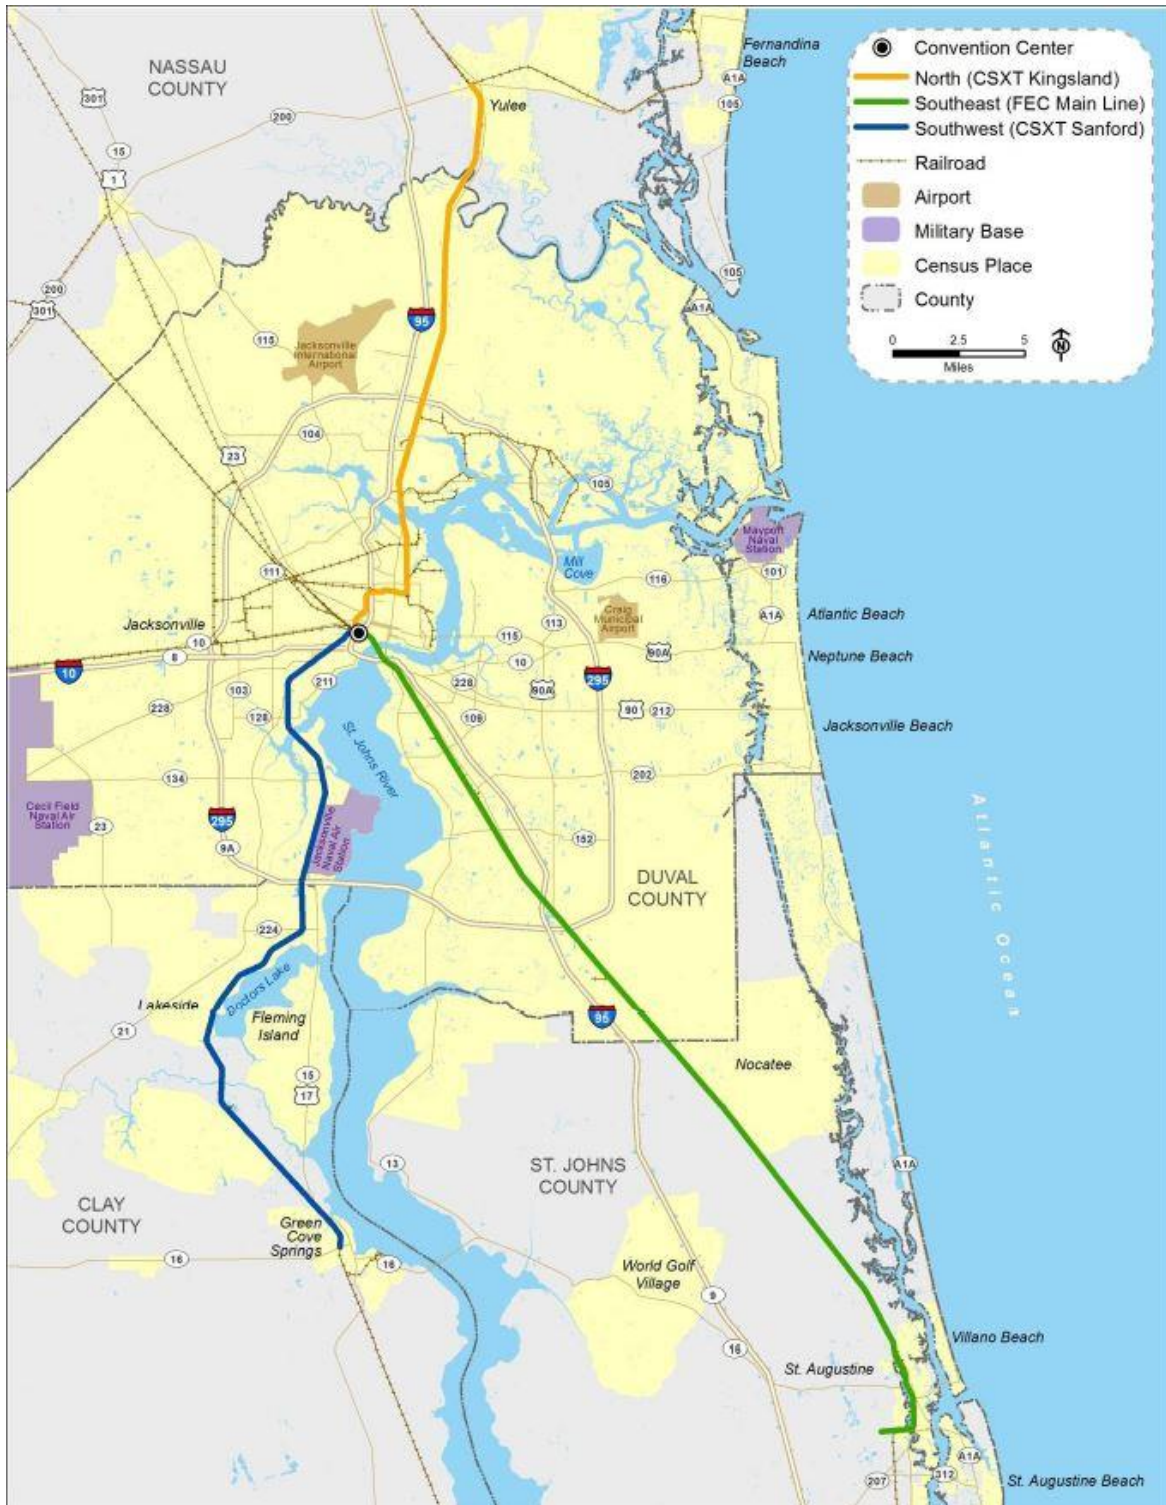 Convention Center
North (CSXT Kingsland)
Southeast (FEC Main Line)
Southwest (CSXT Sanford)
Railroad
Airport
Military Base
Census Place
County
0 2.5 5
Miles
N
Fernandina
Beach
A1A
105
NASSAU
COUNTY
301
200
Yulee
15
1
105
200
301
A1A
95
115
Jacksonville
International
Airport
104
23
105
Mayport
Naval
Station
Mill
Cove
111
116
101
Craig
Municipal
Airport
A1A
Atlantic Beach
Jacksonville
113
115
10
90A
Neptune Beach
8
10
10
103
211
228
90A
295
228
128
109
90
212
Jacksonville Beach
St. Johns River
134
202
Cecil Field
Naval Air
Station
23
295
9A
Jacksonville
Naval Air
Station
152
DUVAL
COUNTY
Atlantic Ocean
224
Doctors Lake
Lakeside
Fleming
Island
21
95
Nocatee
15
17
13
ST. JOHNS
COUNTY
A1A
CLAY
COUNTY
Green
Cove
Springs
16
16
World Golf
Village
9
16
Villano Beach
St. Augustine
A1A
207
312
St. Augustine Beach